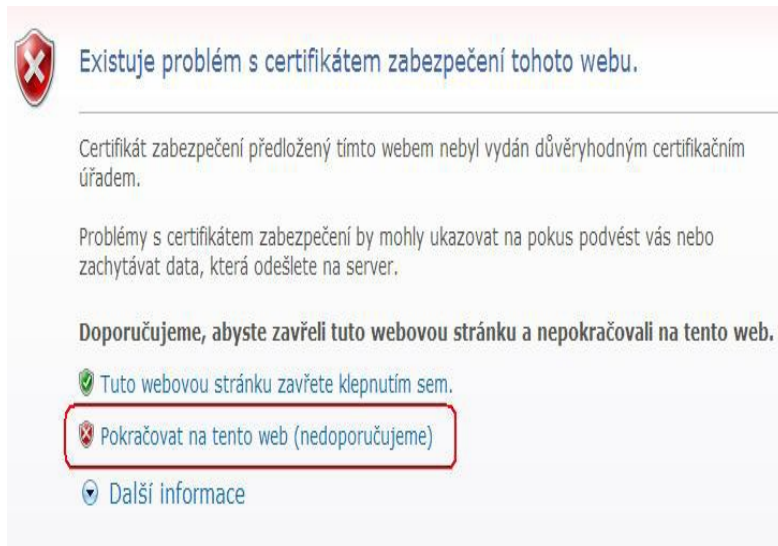 Existuje problém s certifikátem zabezpečení tohoto webu.
Certifikát zabezpečení předložený tímto webem nebyl vydán důvěryhodným certifikačním
úřadem.
Problémy s certifikátem zabezpečení by mohly ukazovat na pokus podvést vás nebo
zachytávat data, která odešlete na server.
Doporučujeme, abyste zavřeli tuto webovou stránku a nepokračovali na tento web.
Tuto webovou stránku zavřete klepnutím sem.
Pokračovat na tento web (nedoporučujeme)
Další informace